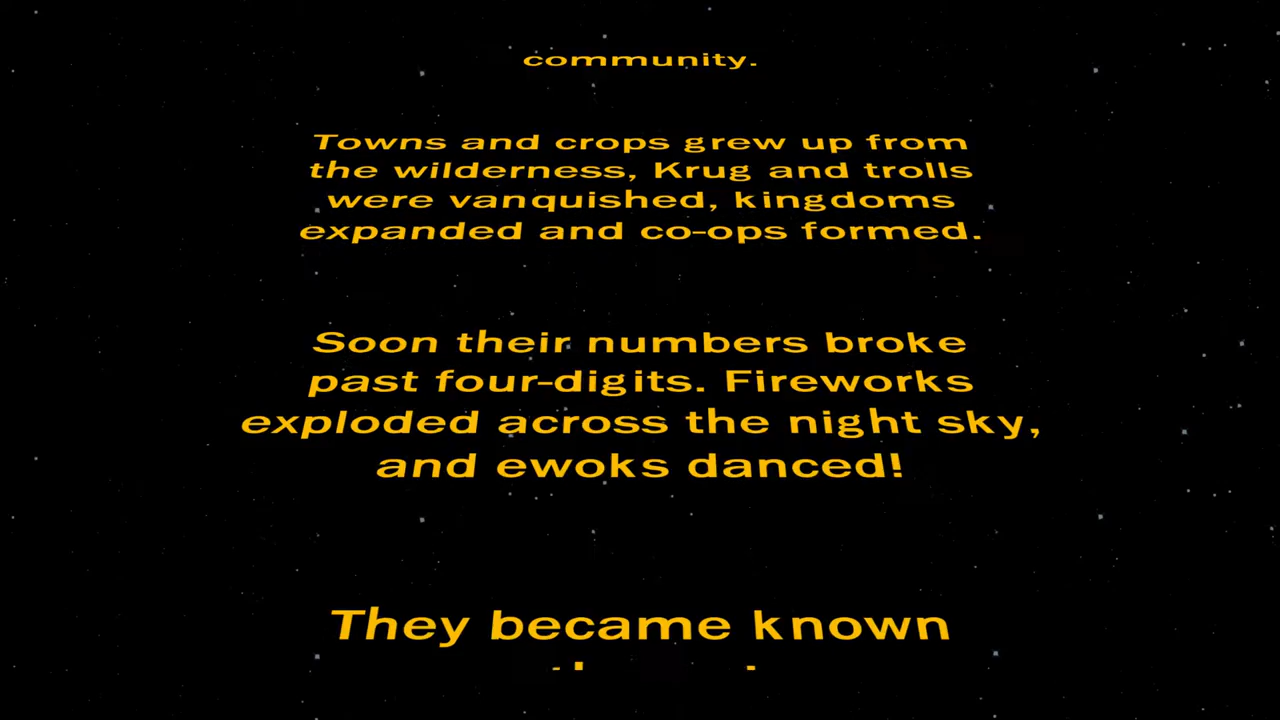 community.
Towns and crops grew up from
the wilderness, Krug and trolls
were vanquished, kingdoms
expanded and co-ops formed.
Soon their numbers broke
past four-digits. Fireworks
exploded across the night sky,
and ewoks danced!
They became known